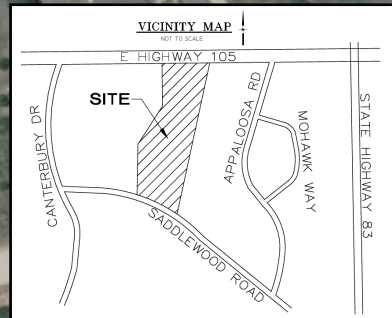 VICINITY MAP
NOT TO SCALE
E HIGHWAY 105
SITE
CANTERBURY DR
APPALOOSA RD
MOHAWK WAY
STATE HIGHWAY 83
SADDLEWOOD ROAD